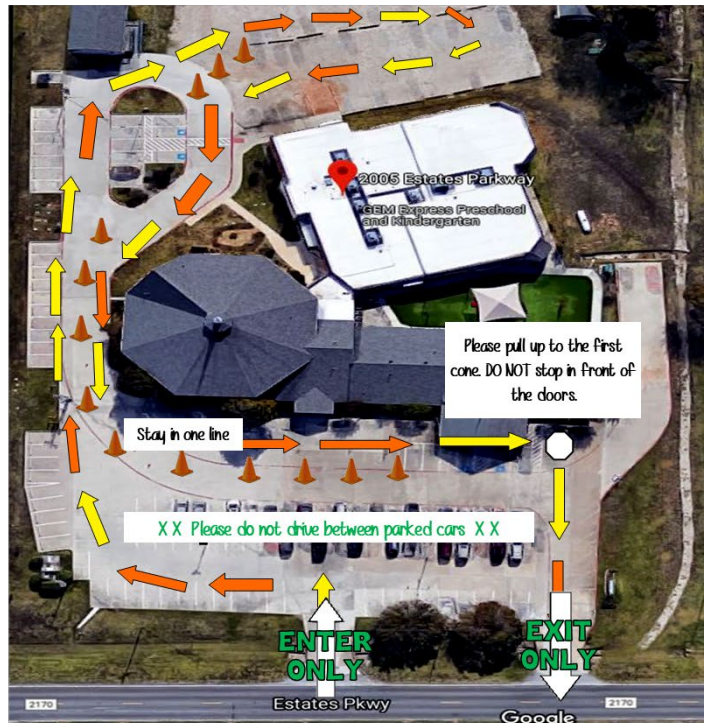 2005 Estates Parkway
GEM Express Preschool
and Kindergarten
Please pull up to the first
cone. DO NOT stop in front of
the doors.
Stay in one line
X X Please do not drive between parked cars X X
ENTER
ONLY
EXIT
ONLY
2170
Estates Pkwy
2170
Google